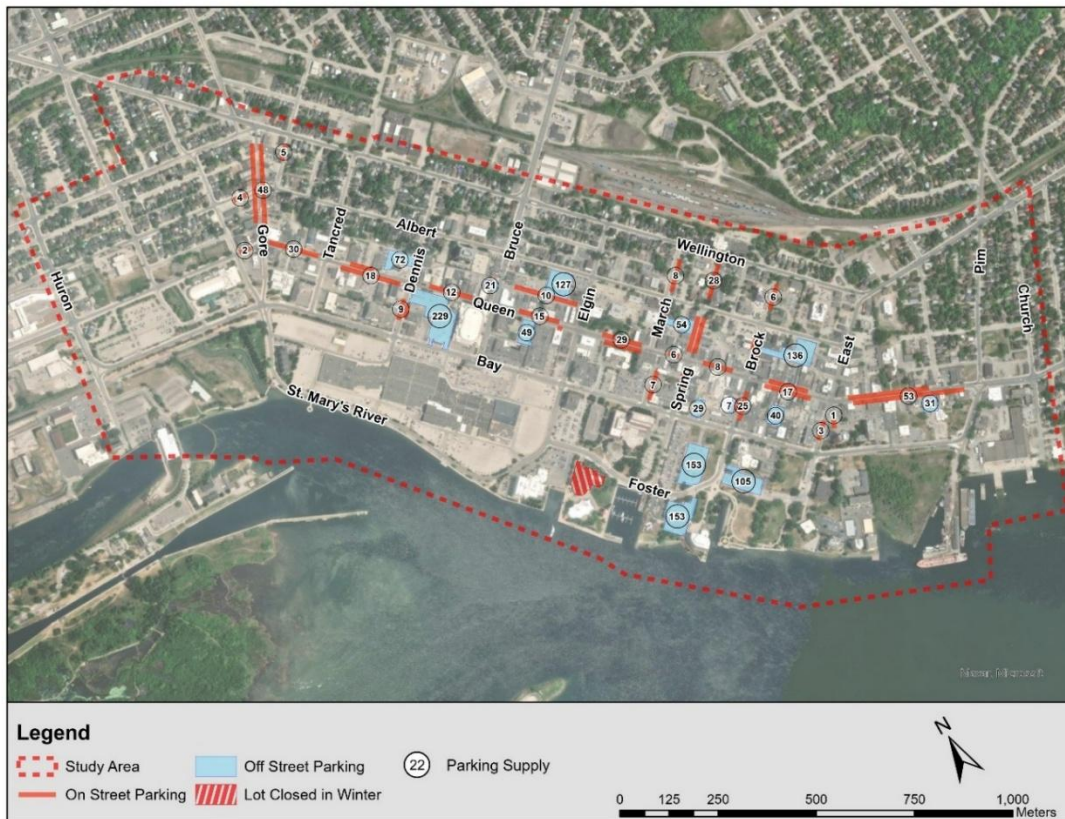 5
48
4
Gore
2
30
Tancred
Albert
Bruce
72
Dennis
18
Huron
12
21
127
10
Queen
9
229
15
49
Elgin
Bay
St. Mary's River
Wellington
8
28
6
Pim
Church
March
54
29
6
8
Brock
136
East
7
Spring
17
53
31
29
7
25
40
1
3
153
105
Foster
153
Maxar, Microsoft
Legend
Study Area
Off Street Parking
22 Parking Supply
On Street Parking
Lot Closed in Winter
N
0 125 250 500 750 1,000
Meters